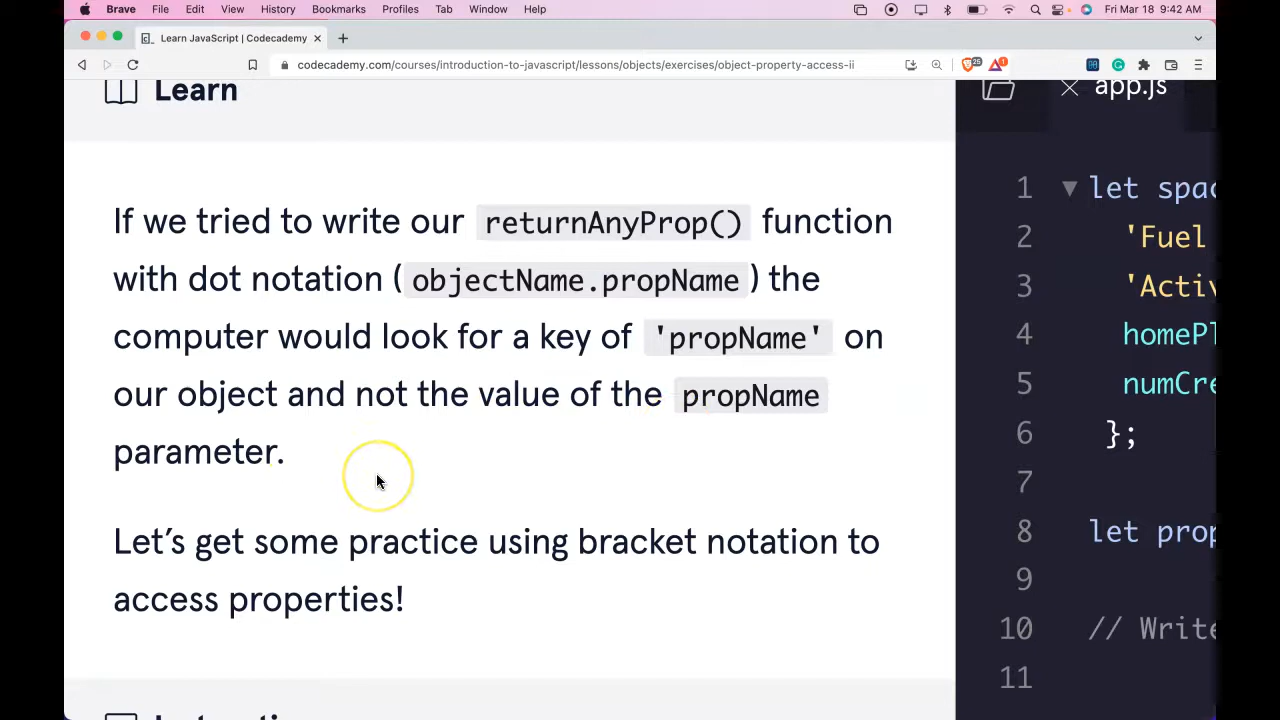 Brave File Edit View History Bookmarks Profiles Tab Window Help Fri Mar 18 9:42 AM
Learn JavaScript | Codecademy
codecademy.com/courses/introduction-to-javascript/lessons/objects/exercises/object-property-access-ii
Learn
If we tried to write our returnAnyProp() function
with dot notation (objectName.propName) the
computer would look for a key of 'propName' on
our object and not the value of the propName
parameter.
Let's get some practice using bracket notation to
access properties!
app.js
1 let spac
2 'Fuel
3 'Activ
4 homePl
5 numCre
6 };
7
8 let prop
9
10 // Write
11